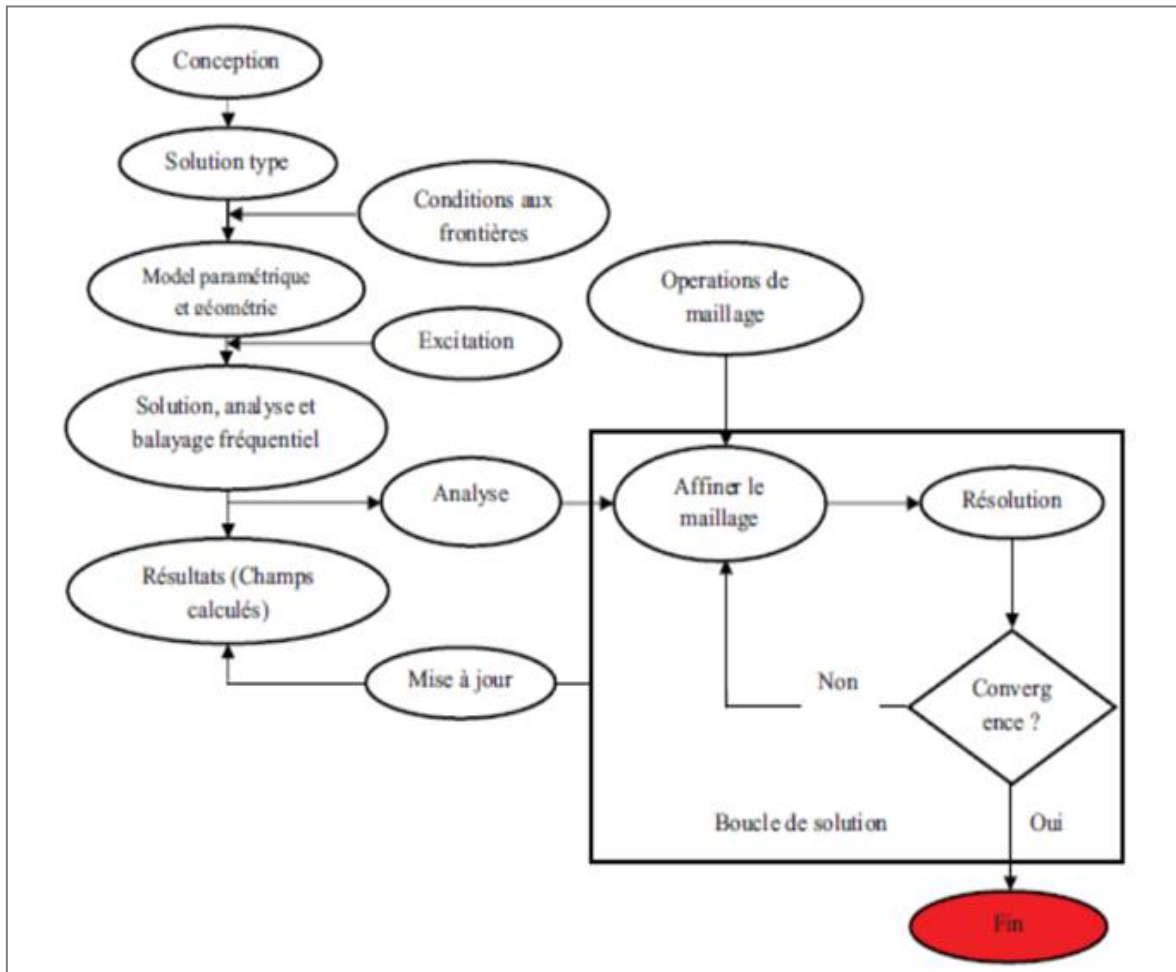 Conception
Solution type
Conditions aux
frontières
Model paramétrique
et géométrie
Operations de
maillage
Excitation
Solution, analyse et
balayage fréquentiel
Analyse
Affiner le
maillage
Résolution
Résultats (Champs
calculés)
Mise à jour
Non
Converg
ence ?
Boucle de solution
Oui
Fin